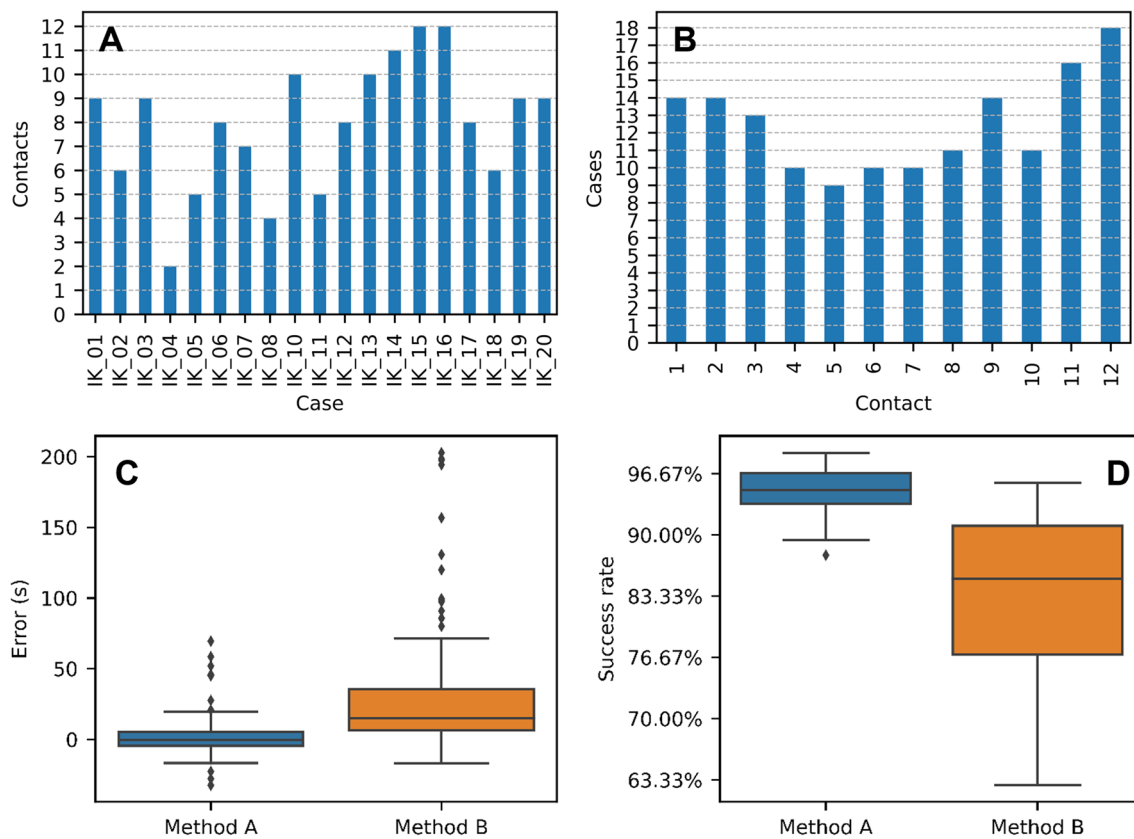 A
Contacts
12
11
10
9
8
7
6
5
4
3
2
1
0
IK_01
IK_02
IK_03
IK_04
IK_05
IK_06
IK_07
IK_08
IK_10
IK_11
IK_12
IK_13
IK_14
IK_15
IK_16
IK_17
IK_18
IK_19
IK_20
Case
B
Cases
18
17
16
15
14
13
12
11
10
9
8
7
6
5
4
3
2
1
0
1
2
3
4
5
6
7
8
9
10
11
12
Contact
C
Error (s)
200
150
100
50
0
Method A
Method B
D
Success rate
96.67%
90.00%
83.33%
76.67%
70.00%
63.33%
Method A
Method B